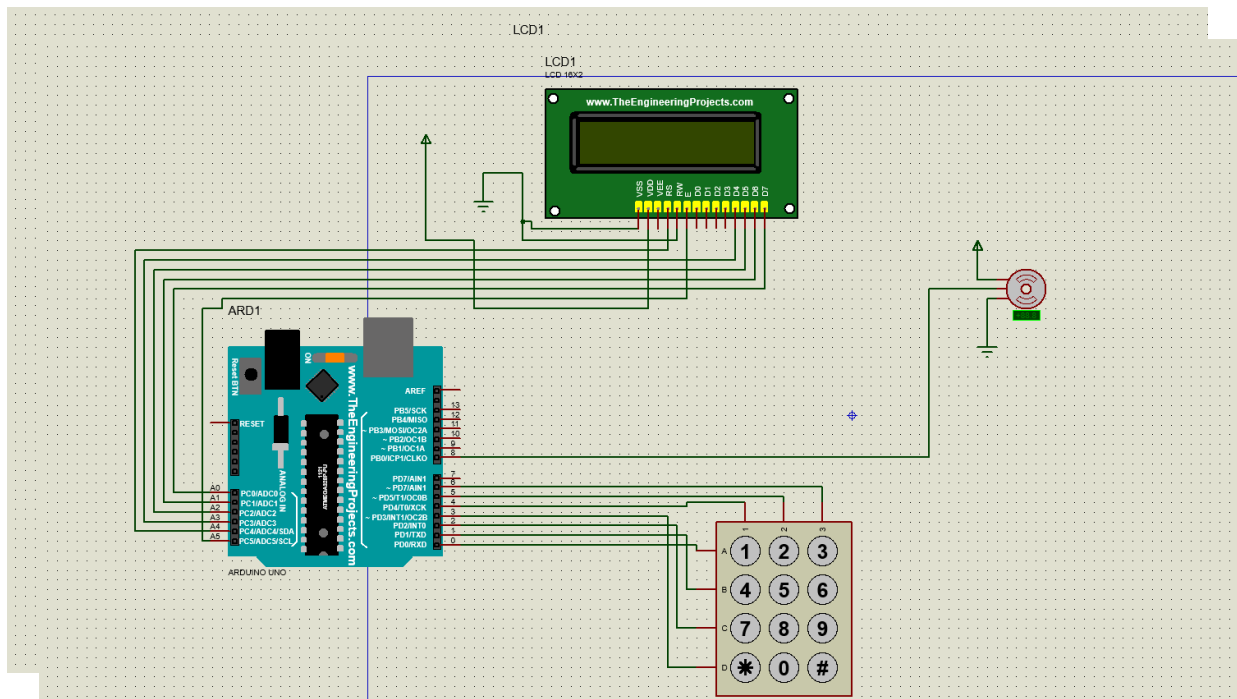 LCD1
LCD1
LCD 16X2
www.TheEngineeringProjects.com
VSS
VDD
VEE
RS
RW
E
D0
D1
D2
D3
D4
D5
D6
D7
ARD1
ON
Reset BTN
www.TheEngineeringProjects.com
AREF
RESET
PB5/SCK 13
PB4/MISO 12
~ PB3/MOSI/OC2A 11
~ PB2/OC1B 10
~ PB1/OC1A 9
PB0/ICP1/CLKO 8
1121
ATMEGA328P-PU
ANALOG IN
PD7/AIN1 7
~ PD7/AIN1 6
~ PD5/T1/OC0B 5
PD4/T0/XCK 4
~ PD3/INT1/OC2B 3
PD2/INT0 2
PD1/TXD 1
PD0/RXD 0
A0 PC0/ADC0
A1 PC1/ADC1
A2 PC2/ADC2
A3 PC3/ADC3
A4 PC4/ADC4/SDA
A5 PC5/ADC5/SCL
ARDUINO UNO
1 2 3
A 1 2 3
B 4 5 6
C 7 8 9
D * 0 #